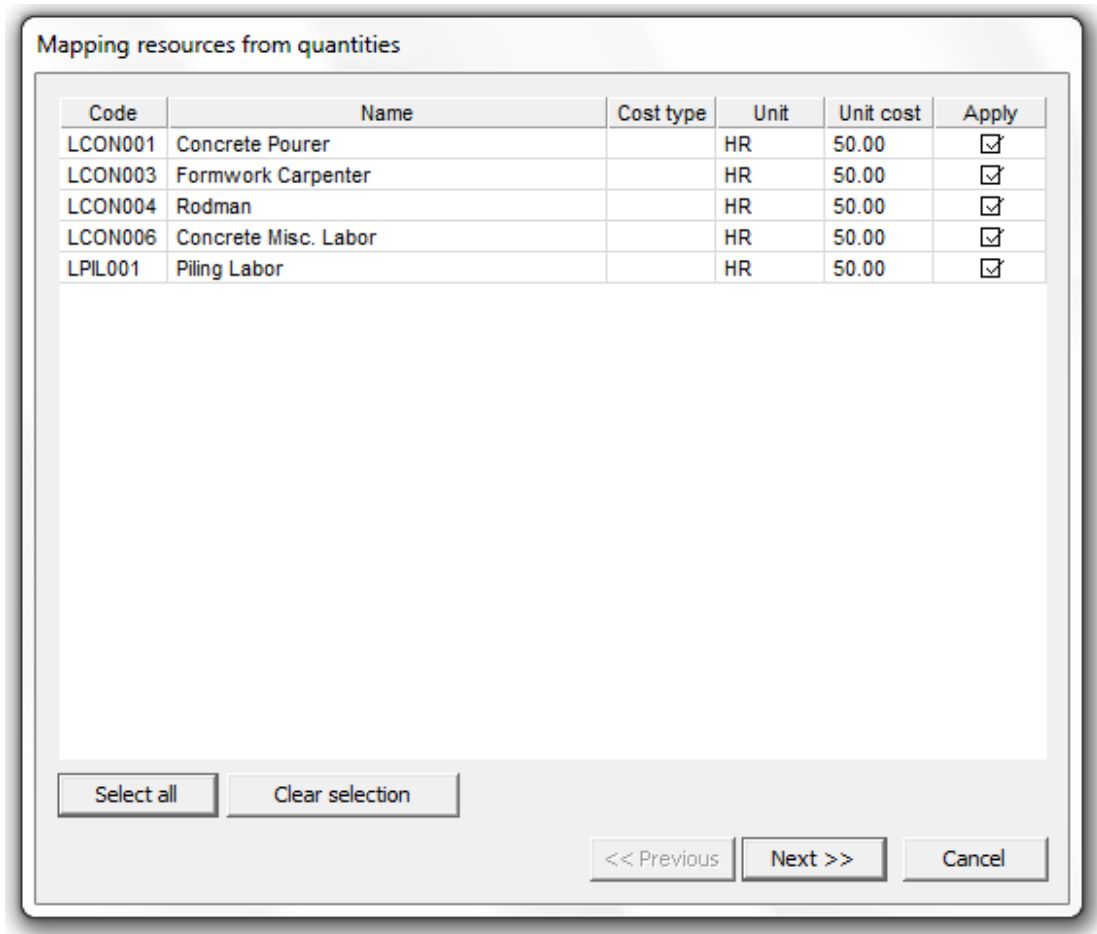 Mapping resources from quantities
Code Name Cost type Unit Unit cost Apply
LCON001 Concrete Pourer HR 50.00
LCON003 Formwork Carpenter HR 50.00
LCON004 Rodman HR 50.00
LCON006 Concrete Misc. Labor HR 50.00
LPIL001 Piling Labor HR 50.00
Select all Clear selection
<< Previous Next >> Cancel